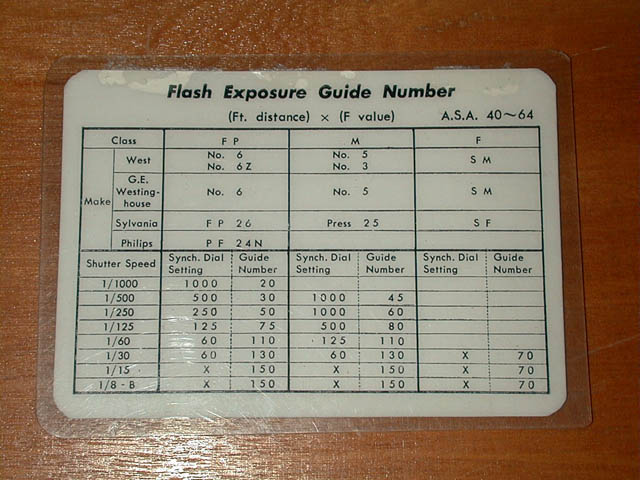 Flash Exposure Guide Number
(Ft. distance) × (F value) A.S.A. 40~64
Class F P M F
Make
West No. 6 No. 5 S M
No. 6Z No. 3
G.E.
Westing-
house No. 6 No. 5 S M
Sylvania F P 26 Press 25 S F
Philips P F 24N
Shutter Speed Synch. Dial Setting Guide Number Synch. Dial Setting Guide Number Synch. Dial Setting Guide Number
1/1000 1000 20
1/500 500 30 1000 45
1/250 250 50 1000 60
1/125 125 75 500 80
1/60 60 110 125 110
1/30 60 130 60 130 X 70
1/15 X 150 X 150 X 70
1/8 - B X 150 X 150 X 70